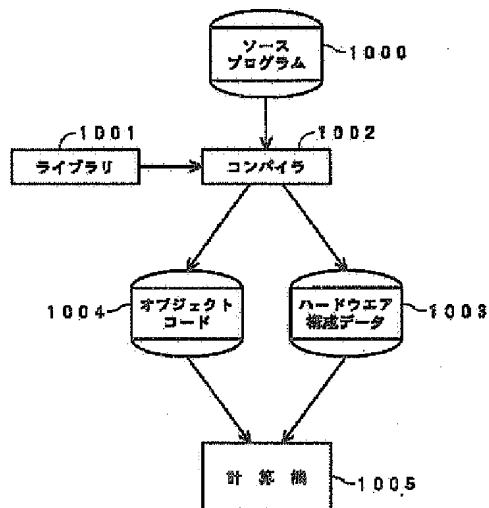 ソース
プログラム
1000
1001
1002
ライブラリ
コンパイラ
1004
オブジェクト
コード
ハードウエア
構成データ
1003
計算機
1005